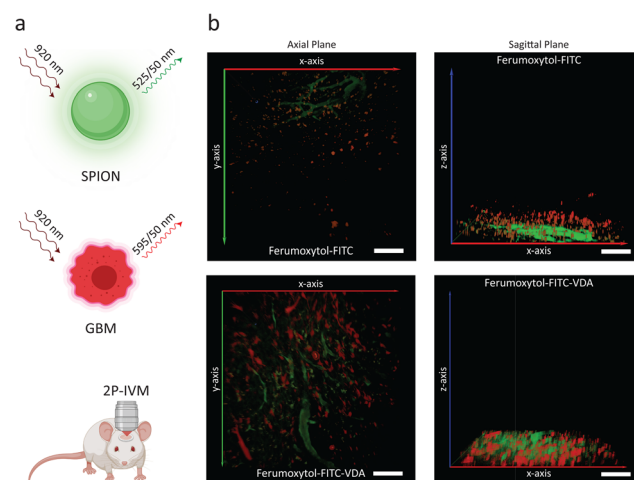 a
920 nm
525/50 nm
SPION
920 nm
595/50 nm
GBM
2P-IVM
b
Axial Plane
x-axis
y-axis
Ferumoxytol-FITC
Sagittal Plane
Ferumoxytol-FITC
z-axis
x-axis
x-axis
y-axis
Ferumoxytol-FITC-VDA
Ferumoxytol-FITC-VDA
z-axis
x-axis